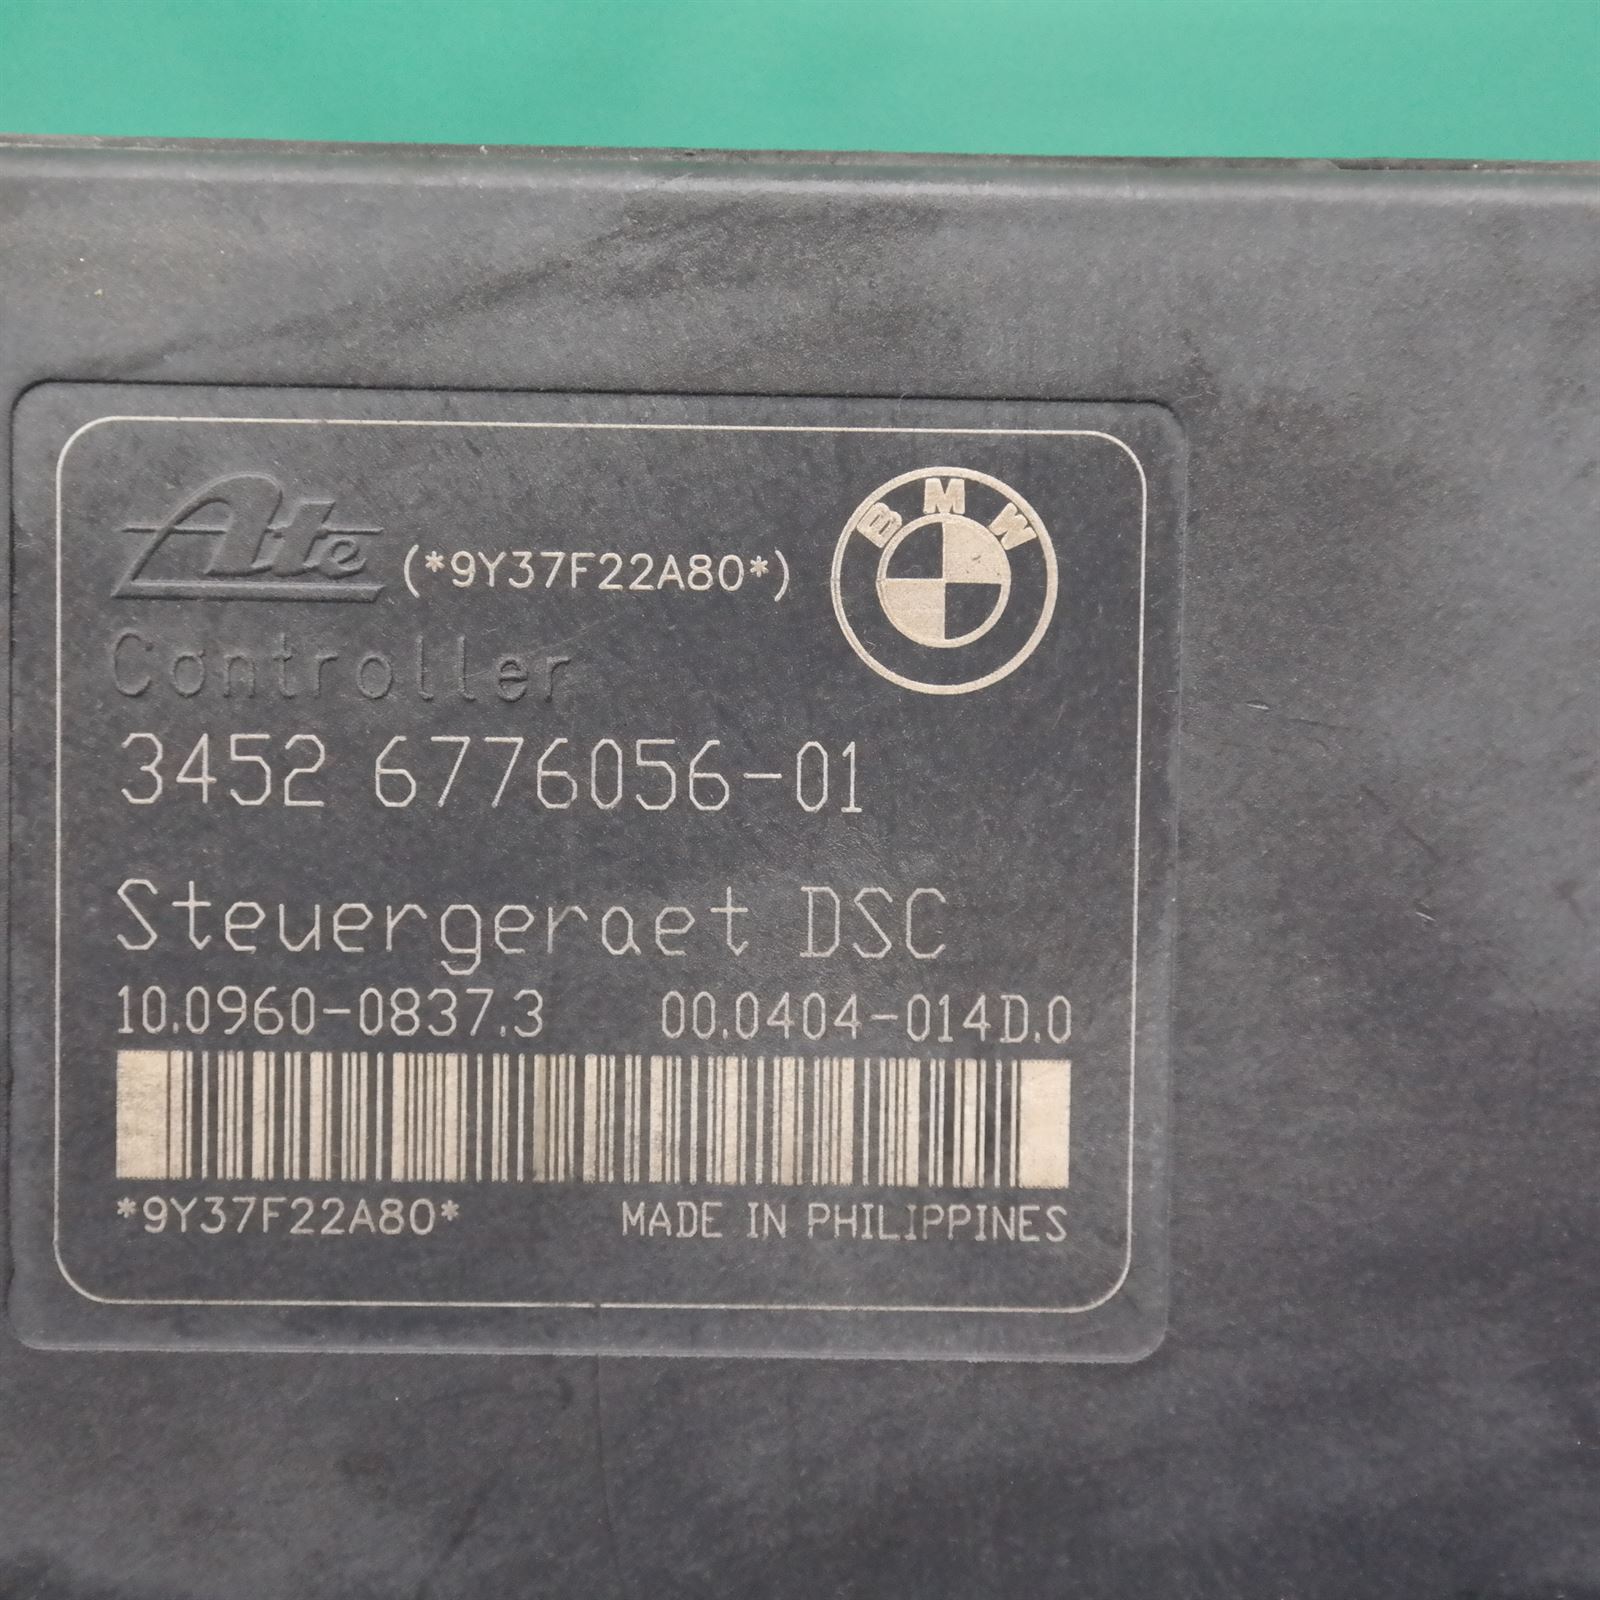 Ate (*9Y37F22A80*) BMW
Controller
3452 6776056-01
Steuergeraet DSC
10.0960-0837.3 00.0404-014D.0
*9Y37F22A80* MADE IN PHILIPPINES